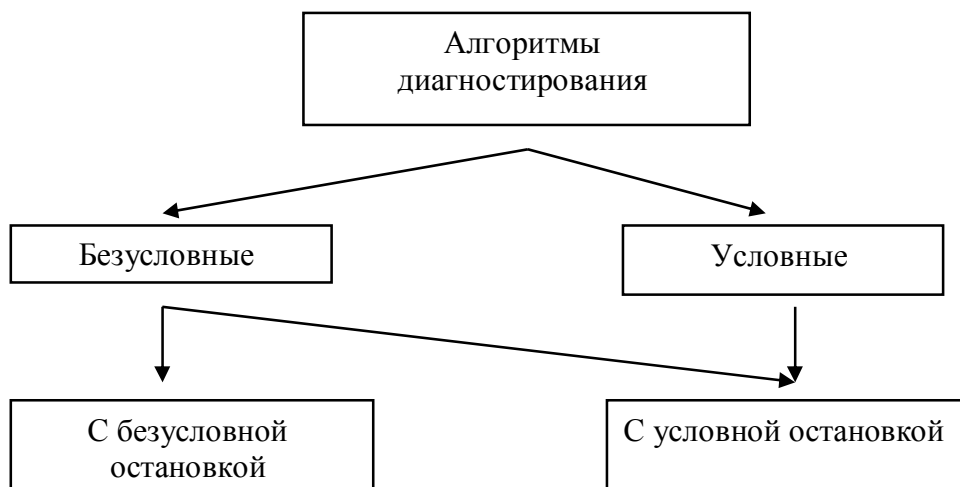 Алгоритмы
диагностирования
Безусловные
Условные
С безусловной
остановкой
С условной остановкой